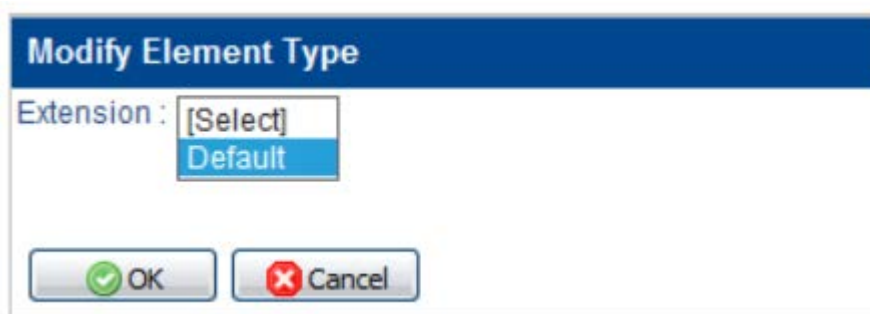 Modify Element Type
Extension : [Select]
Default
OK Cancel